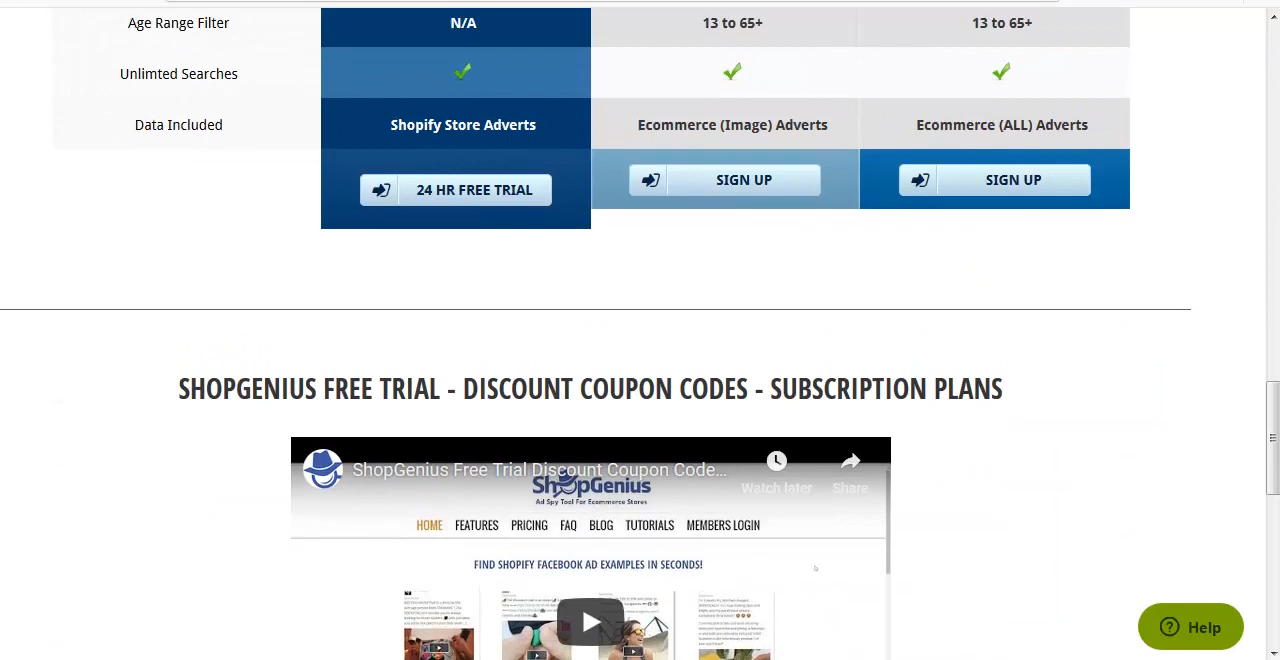 Age Range Filter N/A 13 to 65+ 13 to 65+
Unlimted Searches
Data Included Shopify Store Adverts Ecommerce (Image) Adverts Ecommerce (ALL) Adverts
24 HR FREE TRIAL SIGN UP SIGN UP
SHOPGENIUS FREE TRIAL - DISCOUNT COUPON CODES - SUBSCRIPTION PLANS
ShopGenius Free Trial Discount Coupon Code...
Watch later Share
ShopGenius
Ad Spy Tool For Ecommerce Stores
HOME FEATURES PRICING FAQ BLOG TUTORIALS MEMBERS LOGIN
FIND SHOPIFY FACEBOOK AD EXAMPLES IN SECONDS!
Help